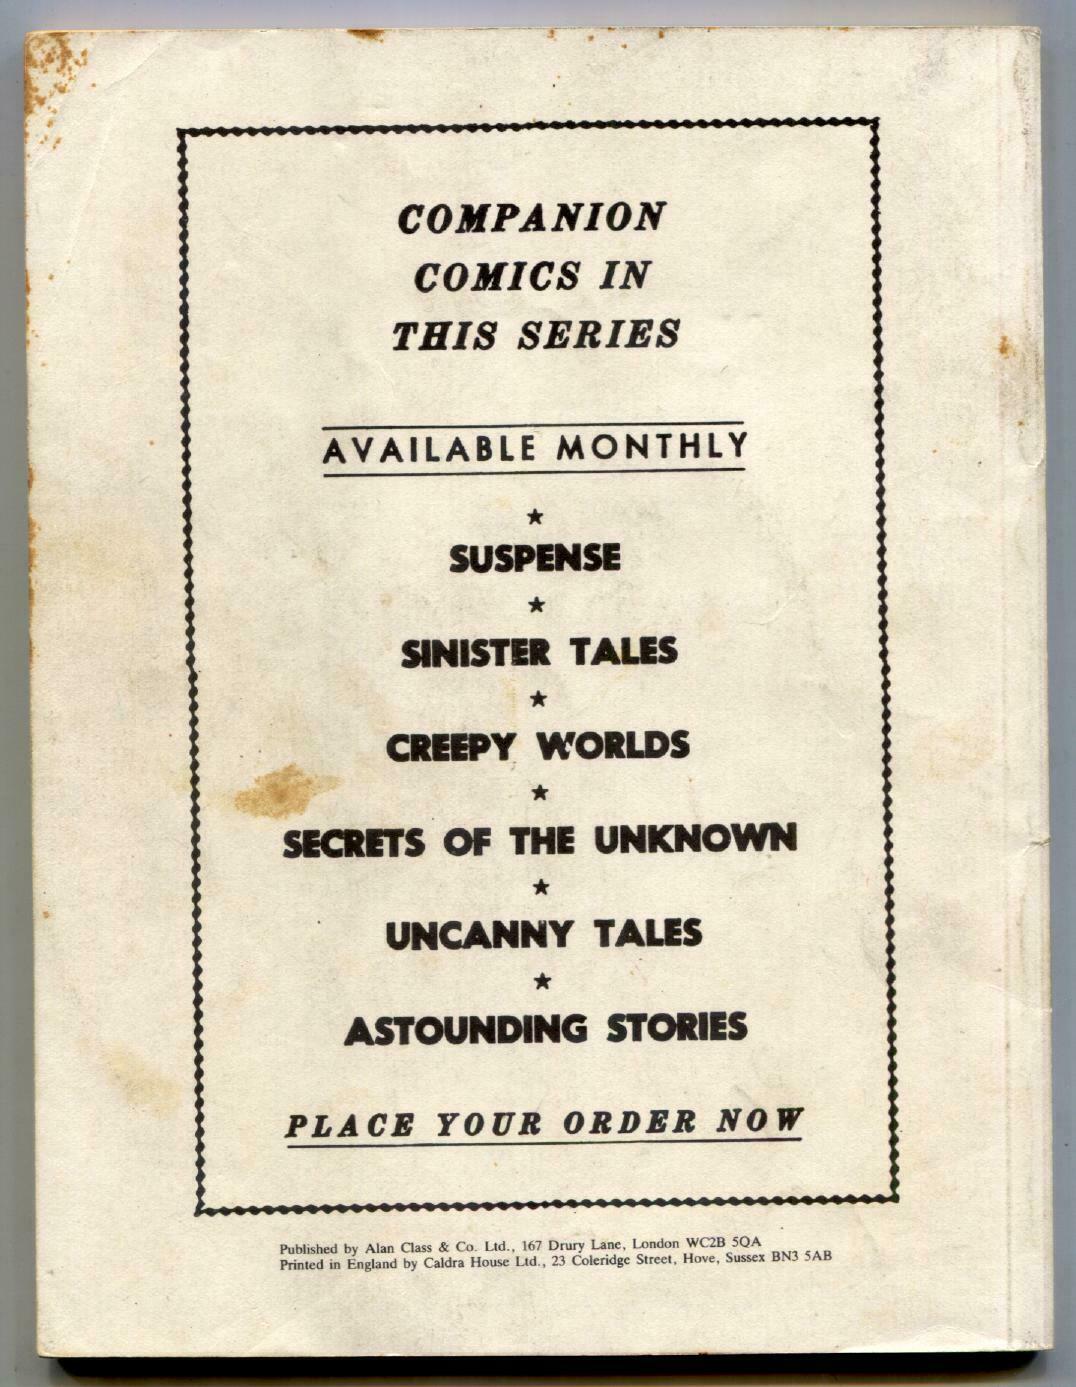 COMPANION
COMICS IN
THIS SERIES
AVAILABLE MONTHLY
★
SUSPENSE
★
SINISTER TALES
★
CREEPY WORLDS
★
SECRETS OF THE UNKNOWN
★
UNCANNY TALES
★
ASTOUNDING STORIES
PLACE YOUR ORDER NOW
Published by Alan Class & Co. Ltd., 167 Drury Lane, London WC2B 5QA
Printed in England by Caldra House Ltd., 23 Coleridge Street, Hove, Sussex BN3 5AB